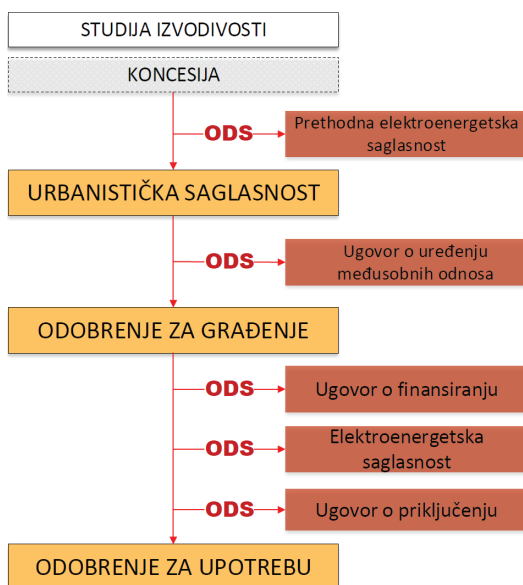 STUDIJA IZVODIVOSTI
KONCESIJA
ODS
Prethodna elektroenergetska
saglasnost
URBANISTIČKA SAGLASNOST
ODS
Ugovor o uređenju
međusobnih odnosa
ODOBRENJE ZA GRAĐENJE
ODS
Ugovor o finansiranju
ODS
Elektroenergetska
saglasnost
ODS
Ugovor o priključenju
ODOBRENJE ZA UPOTREBU